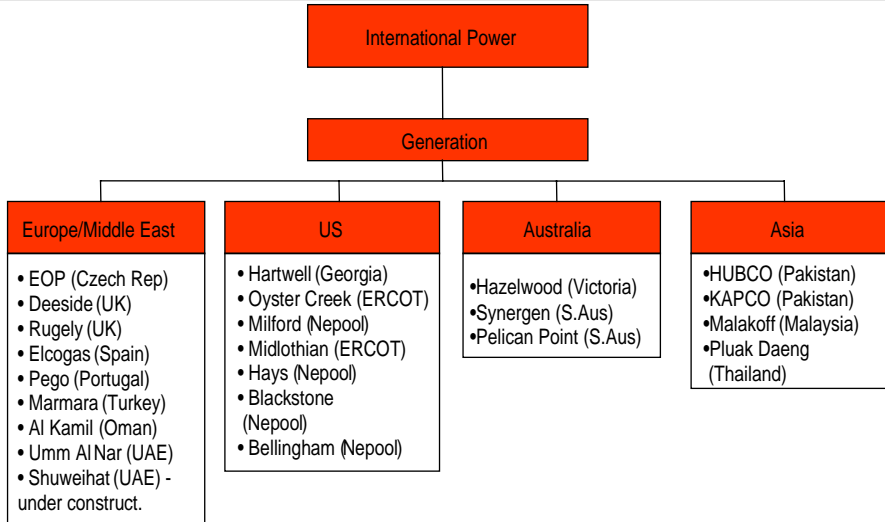 International Power
Generation
Europe/Middle East
• EOP (Czech Rep)
• Deeside (UK)
• Rugely (UK)
• Elcogas (Spain)
• Pego (Portugal)
• Marmara (Turkey)
• Al Kamil (Oman)
• Umm Al Nar (UAE)
• Shuweihat (UAE) -
under construct.
US
• Hartwell (Georgia)
• Oyster Creek (ERCOT)
• Milford (Nepool)
• Midlothian (ERCOT)
• Hays (Nepool)
• Blackstone
(Nepool)
• Bellingham (Nepool)
Australia
•Hazelwood (Victoria)
•Synergen (S.Aus)
•Pelican Point (S.Aus)
Asia
•HUBCO (Pakistan)
•KAPCO (Pakistan)
•Malakoff (Malaysia)
•Pluak Daeng
(Thailand)